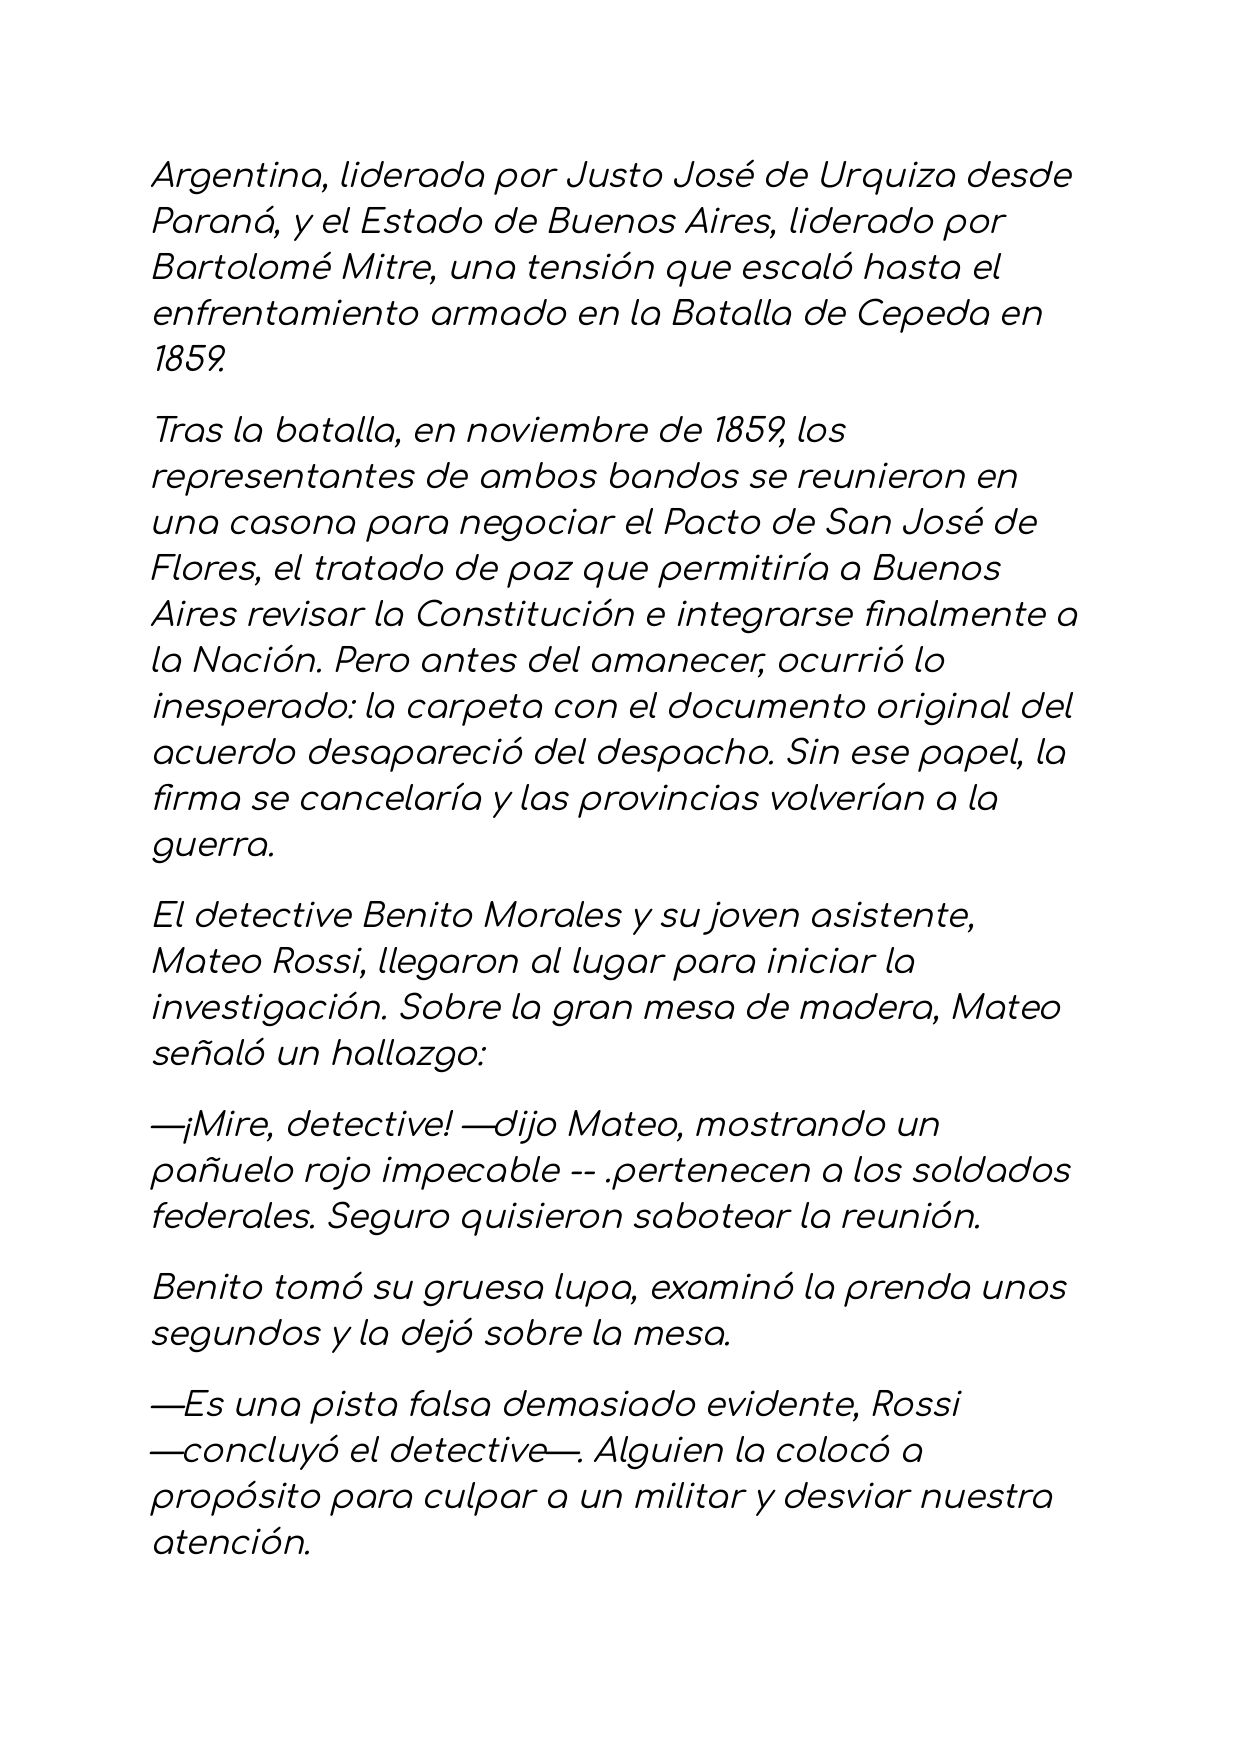 Argentina, liderada por Justo José de Urquiza desde
Paraná, y el Estado de Buenos Aires, liderado por
Bartolomé Mitre, una tensión que escaló hasta el
enfrentamiento armado en la Batalla de Cepeda en
1859.
Tras la batalla, en noviembre de 1859, los
representantes de ambos bandos se reunieron en
una casona para negociar el Pacto de San José de
Flores, el tratado de paz que permitiría a Buenos
Aires revisar la Constitución e integrarse finalmente a
la Nación. Pero antes del amanecer, ocurrió lo
inesperado: la carpeta con el documento original del
acuerdo desapareció del despacho. Sin ese papel, la
firma se cancelaría y las provincias volverían a la
guerra.
El detective Benito Morales y su joven asistente,
Mateo Rossi, llegaron al lugar para iniciar la
investigación. Sobre la gran mesa de madera, Mateo
señaló un hallazgo:
—¡Mire, detective! —dijo Mateo, mostrando un
pañuelo rojo impecable -- .pertenecen a los soldados
federales. Seguro quisieron sabotear la reunión.
Benito tomó su gruesa lupa, examinó la prenda unos
segundos y la dejó sobre la mesa.
—Es una pista falsa demasiado evidente, Rossi
—concluyó el detective—. Alguien la colocó a
propósito para culpar a un militar y desviar nuestra
atención.